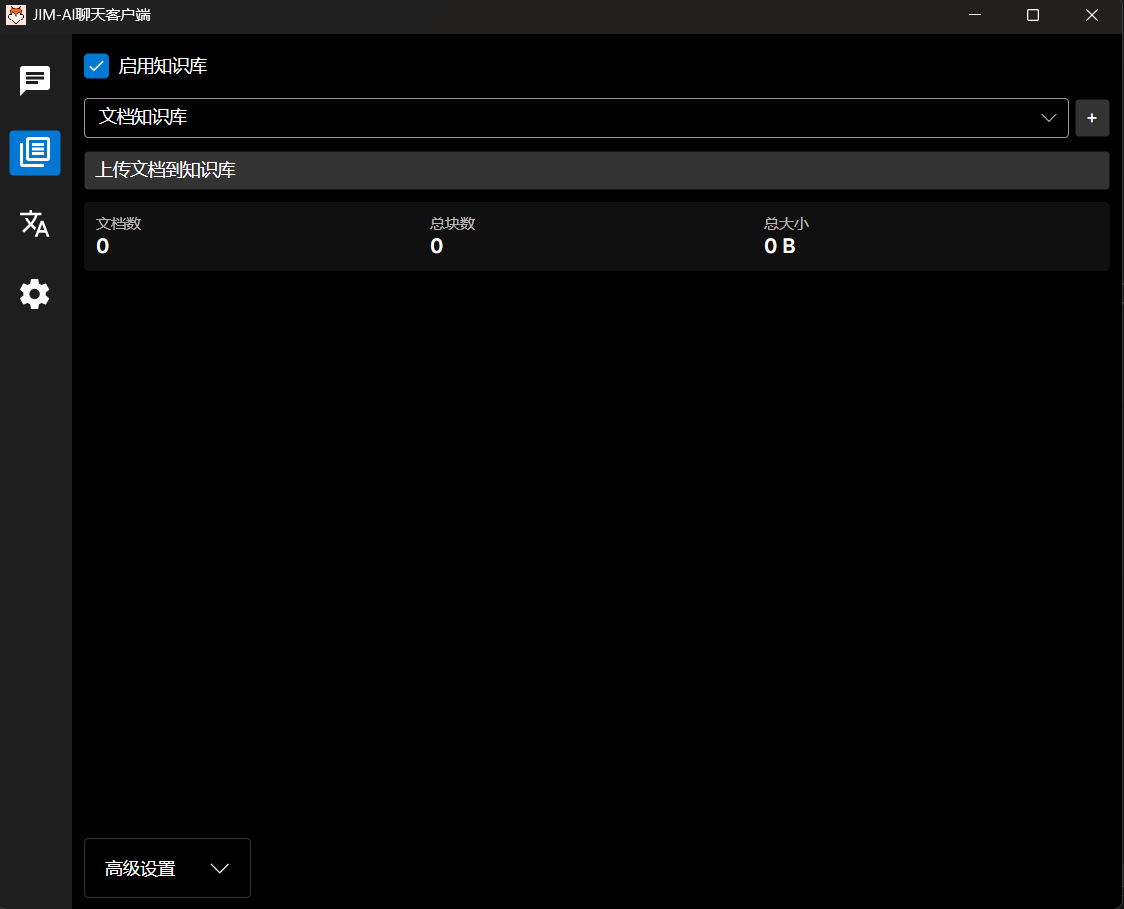 JIM-AI聊天客户端
启用知识库
文档知识库
+
上传文档到知识库
文档数 总块数 总大小
0 0 0 B
高级设置